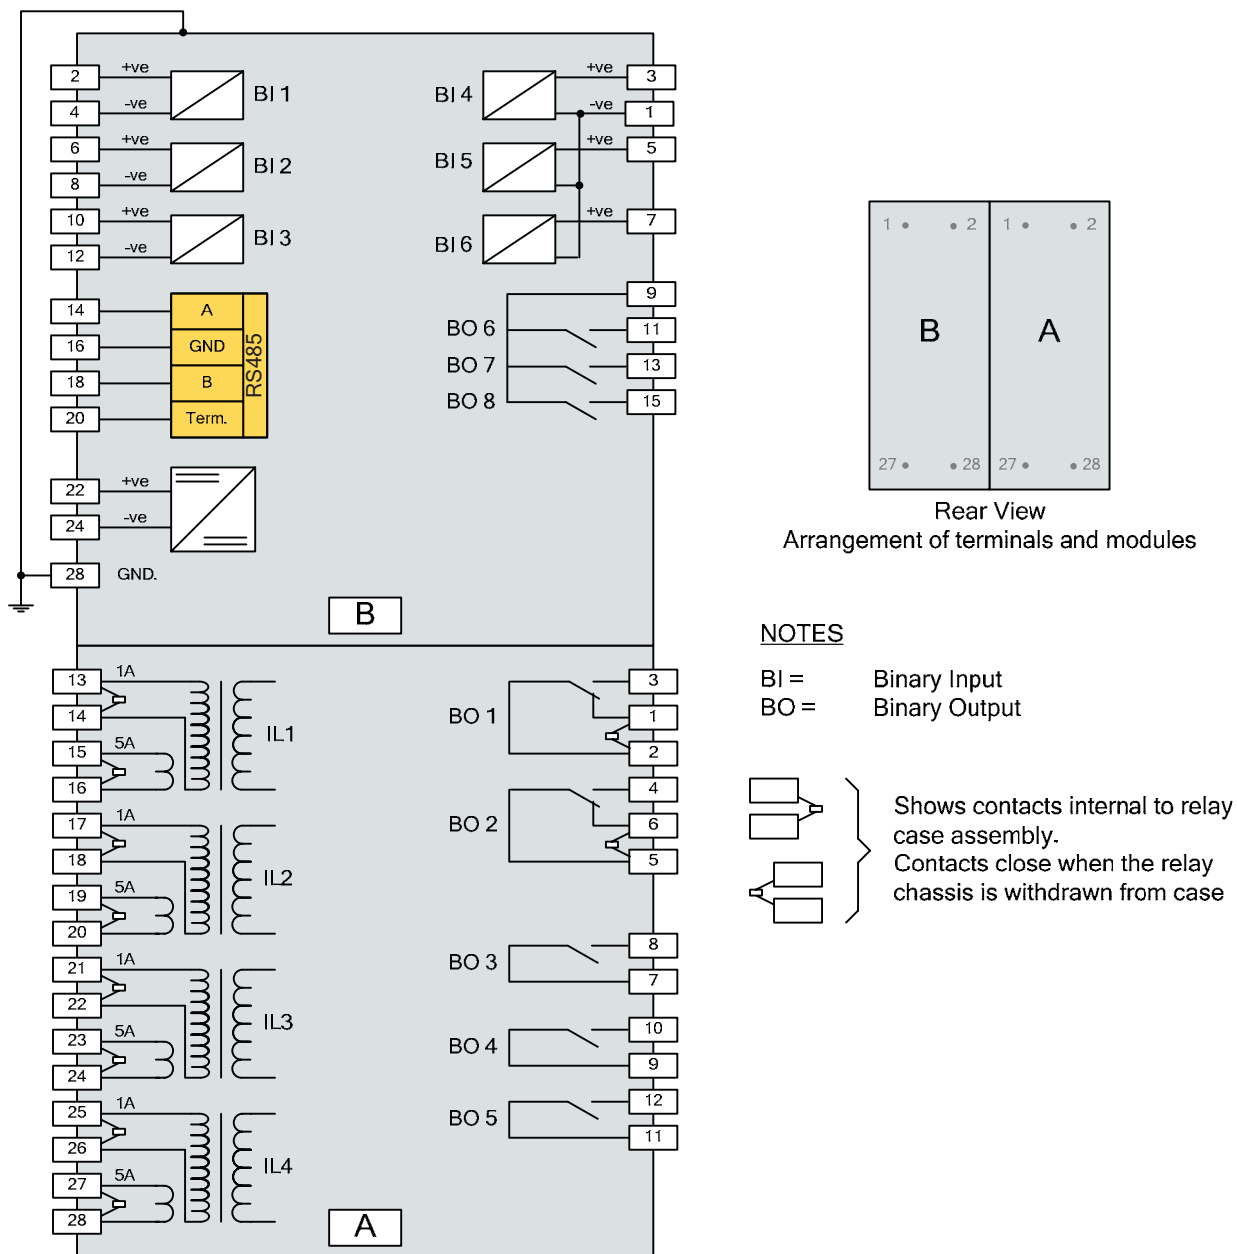 2 +ve BI 1
4 -ve
6 +ve BI 2
8 -ve
10 +ve BI 3
12 -ve
14 A
16 GND
18 B
20 Term.
RS485
22 +ve
24 -ve
28 GND.
BI 4 +ve 3
-ve 1
BI 5 +ve 5
BI 6 +ve 7
9
BO 6 11
BO 7 13
BO 8 15
B
13 1A
14
15 5A
16
IL1
17 1A
18
19 5A
20
IL2
21 1A
22
23 5A
24
IL3
25 1A
26
27 5A
28
IL4
BO 1
3
1
2
BO 2
4
6
5
BO 3
8
7
BO 4
10
9
BO 5
12
11
A
1 2 1 2
B A
27 28 27 28
Rear View
Arrangement of terminals and modules
NOTES
BI = Binary Input
BO = Binary Output
Shows contacts internal to relay
case assembly.
Contacts close when the relay
chassis is withdrawn from case